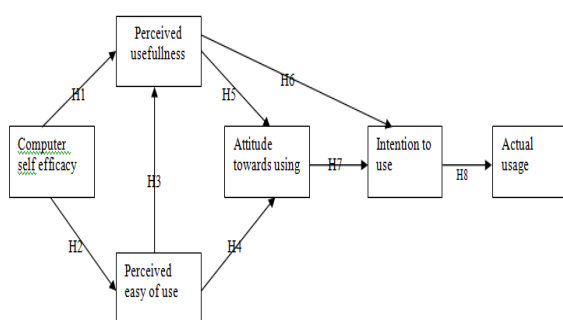 Perceived
usefullness
H1
H5
H6
Computer
self efficacy
Attitude
towards using
Intention to
use
Actual
usage
H3
H7
H8
H2
H4
Perceived
easy of use